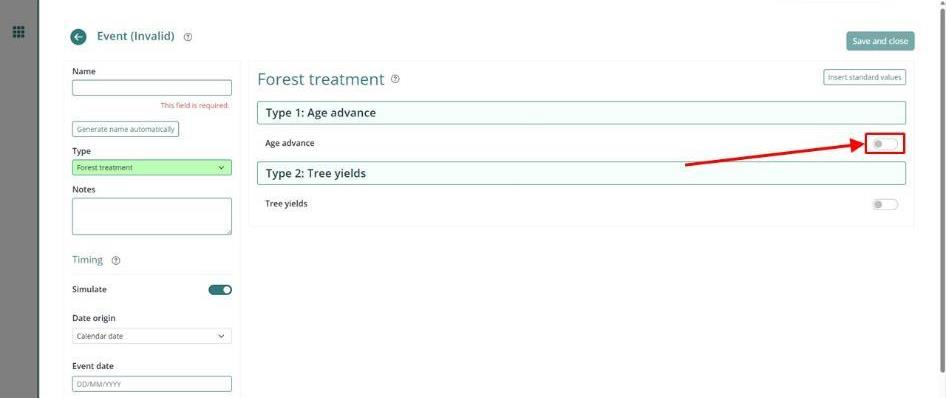 Event (Invalid)
Save and close
Name
This field is required.
Generate name automatically
Type
Forest treatment
Notes
Timing
Simulate
Date origin
Calendar date
Event date
DD/MM/YYYY
Forest treatment
Insert standard values
Type 1: Age advance
Age advance
Type 2: Tree yields
Tree yields